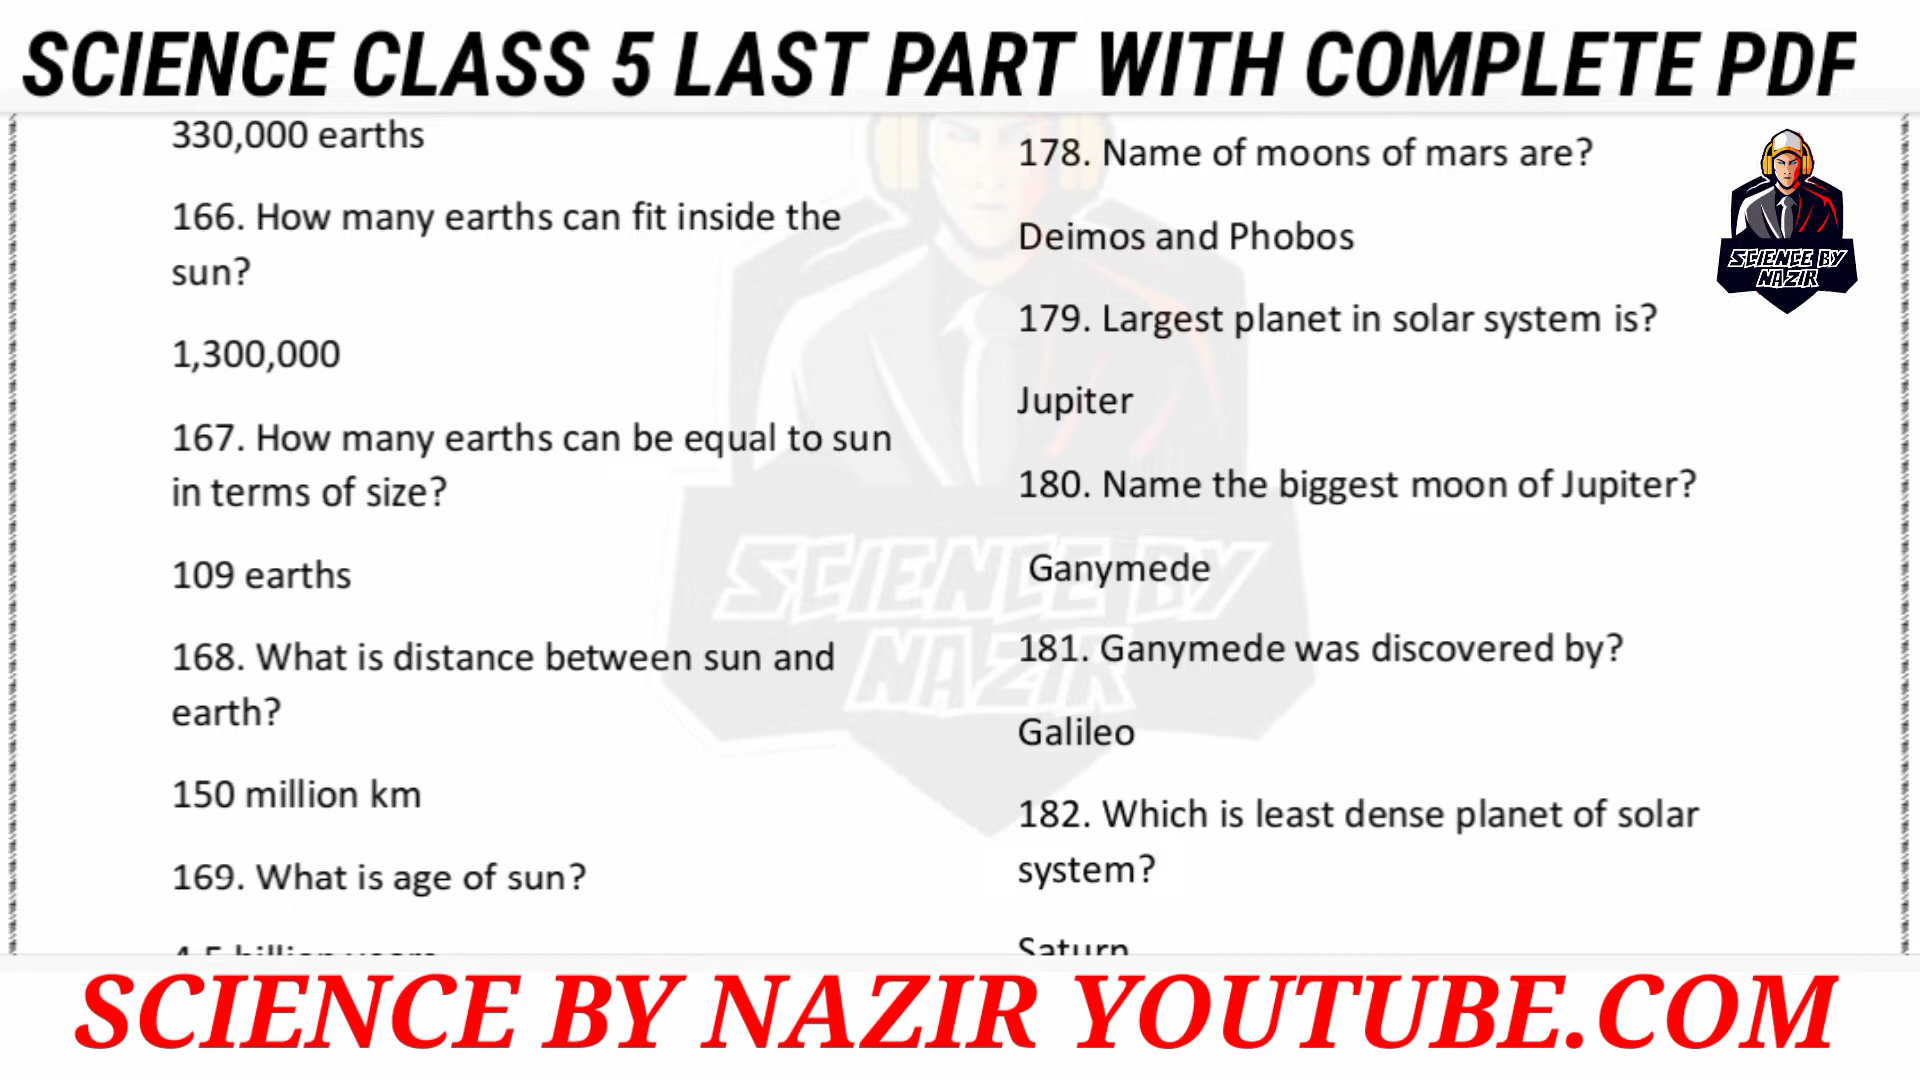 SCIENCE CLASS 5 LAST PART WITH COMPLETE PDF
330,000 earths
166. How many earths can fit inside the
sun?
1,300,000
167. How many earths can be equal to sun
in terms of size?
109 earths
168. What is distance between sun and
earth?
150 million km
169. What is age of sun?
4.5 billion years
178. Name of moons of mars are?
Deimos and Phobos
179. Largest planet in solar system is?
Jupiter
180. Name the biggest moon of Jupiter?
Ganymede
181. Ganymede was discovered by?
Galileo
182. Which is least dense planet of solar
system?
Saturn
SCIENCE BY
NAZIR
SCIENCE BY
NAZIR
SCIENCE BY NAZIR YOUTUBE.COM